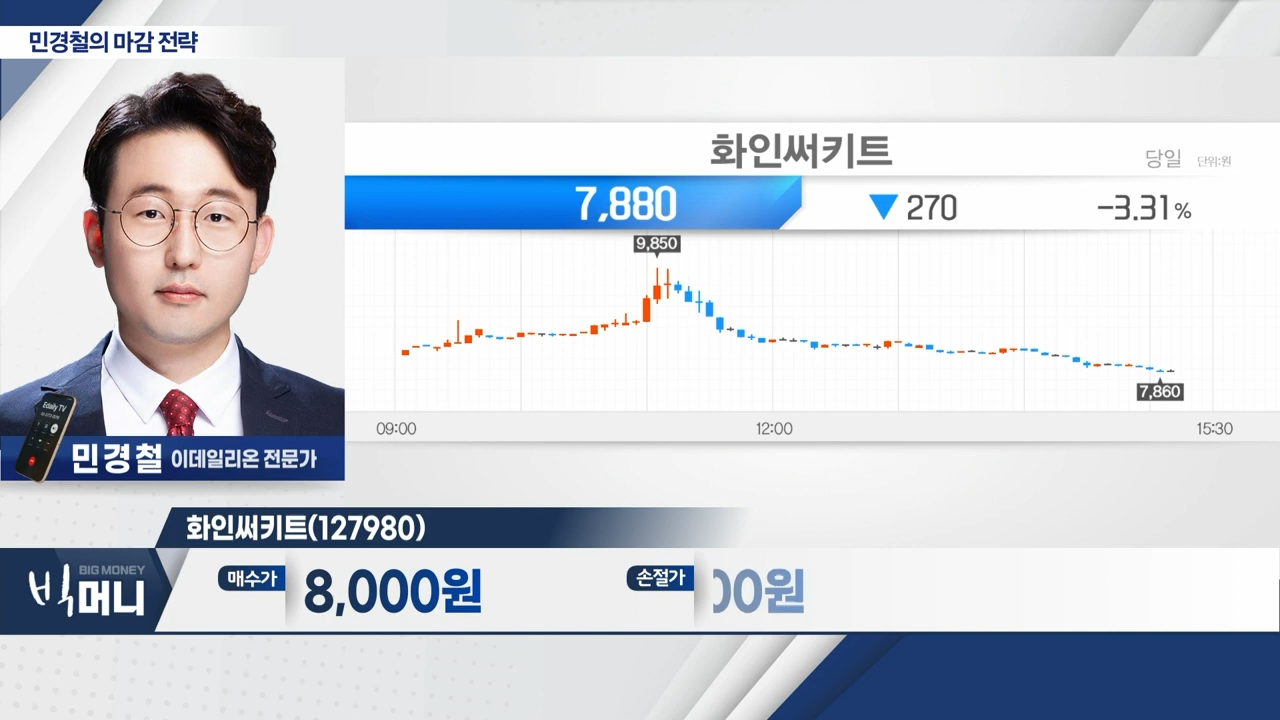 민경철의 마감 전략
화인써키트
당일 단위:원
7,880 ▼ 270 -3.31%
9,850
7,860
09:00 12:00 15:30
Edaily TV
민경철 이데일리온 전문가
화인써키트(127980)
BIG MONEY
빅머니
매수가 8,000원 손절가 00원